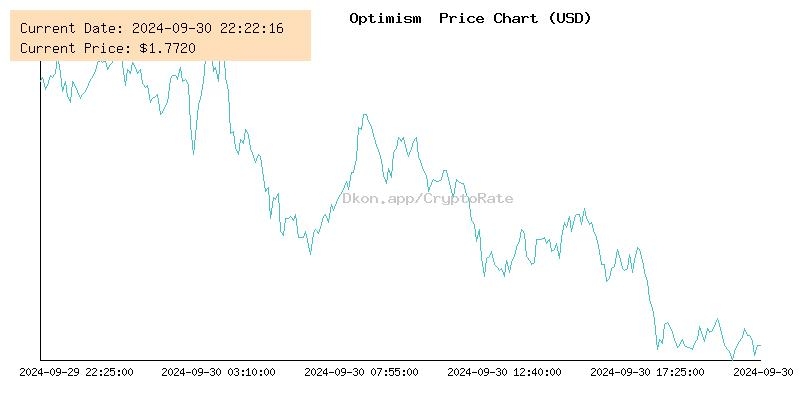 Optimism  Price Chart (USD)
Current Date: 2024-09-30 22:22:16
Current Price: $1.7720
Dkon.app/CryptoRate
2024-09-29 22:25:00 2024-09-30 03:10:00 2024-09-30 07:55:00 2024-09-30 12:40:00 2024-09-30 17:25:00 2024-09-30